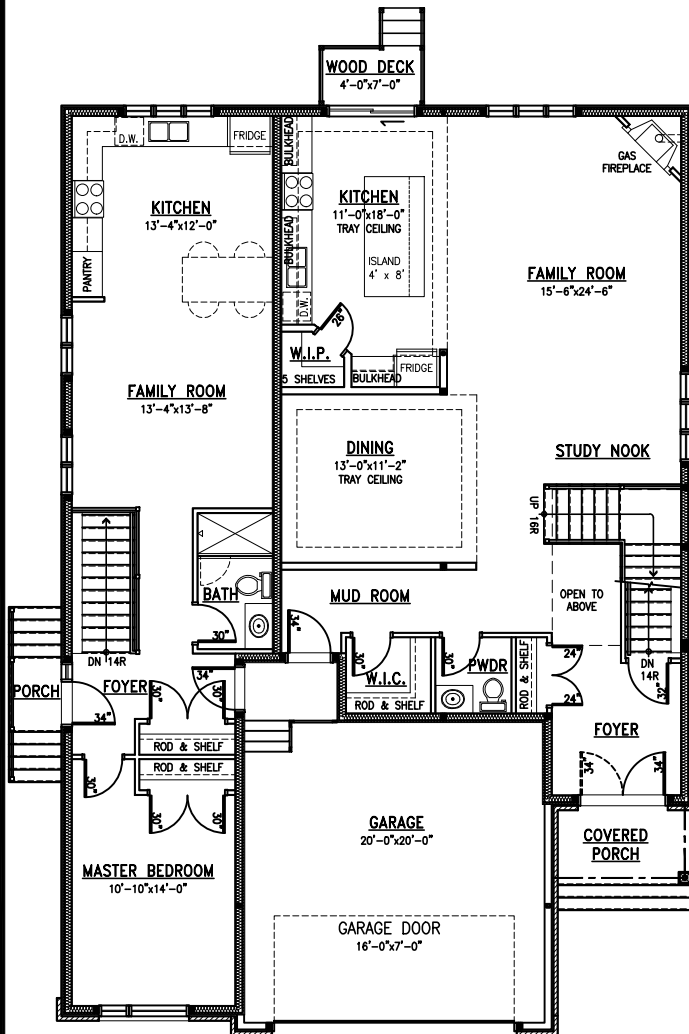 WOOD DECK
4'-0"x7'-0"
D.W.
FRIDGE
BULKHEAD
GAS
FIREPLACE
KITCHEN
13'-4"x12'-0"
KITCHEN
11'-0"x18'-0"
TRAY CEILING
BULKHEAD
ISLAND
4' x 8'
PANTRY
FAMILY ROOM
15'-6"x24'-6"
D.W.
26"
W.I.P.
5 SHELVES
BULKHEAD
FRIDGE
FAMILY ROOM
13'-4"x13'-8"
DINING
13'-0"x11'-2"
TRAY CEILING
STUDY NOOK
UP 16R
BATH
30"
MUD ROOM
OPEN TO
ABOVE
34"
30"
W.I.C.
ROD & SHELF
30"
PWDR
ROD & SHELF
24"
24"
DN
14R
32"
DN 14R
PORCH
FOYER
34"
34"
30"
30"
ROD & SHELF
ROD & SHELF
30"
30"
30"
FOYER
34"
34"
MASTER BEDROOM
10'-10"x14'-0"
GARAGE
20'-0"x20'-0"
COVERED
PORCH
GARAGE DOOR
16'-0"x7'-0"